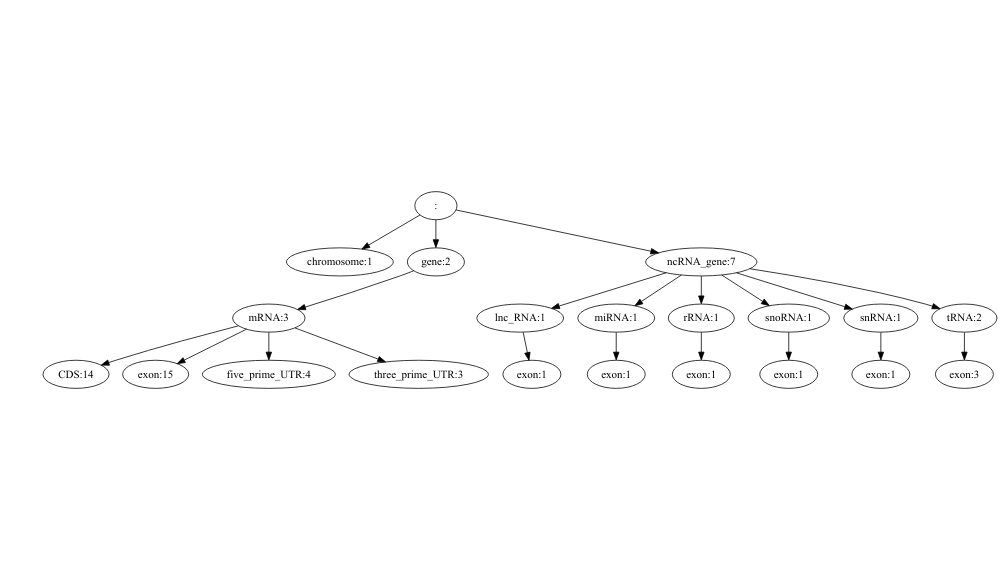 :
chromosome:1 gene:2 ncRNA_gene:7
mRNA:3 lnc_RNA:1 miRNA:1 rRNA:1 snoRNA:1 snRNA:1 tRNA:2
CDS:14 exon:15 five_prime_UTR:4 three_prime_UTR:3 exon:1 exon:1 exon:1 exon:1 exon:1 exon:3